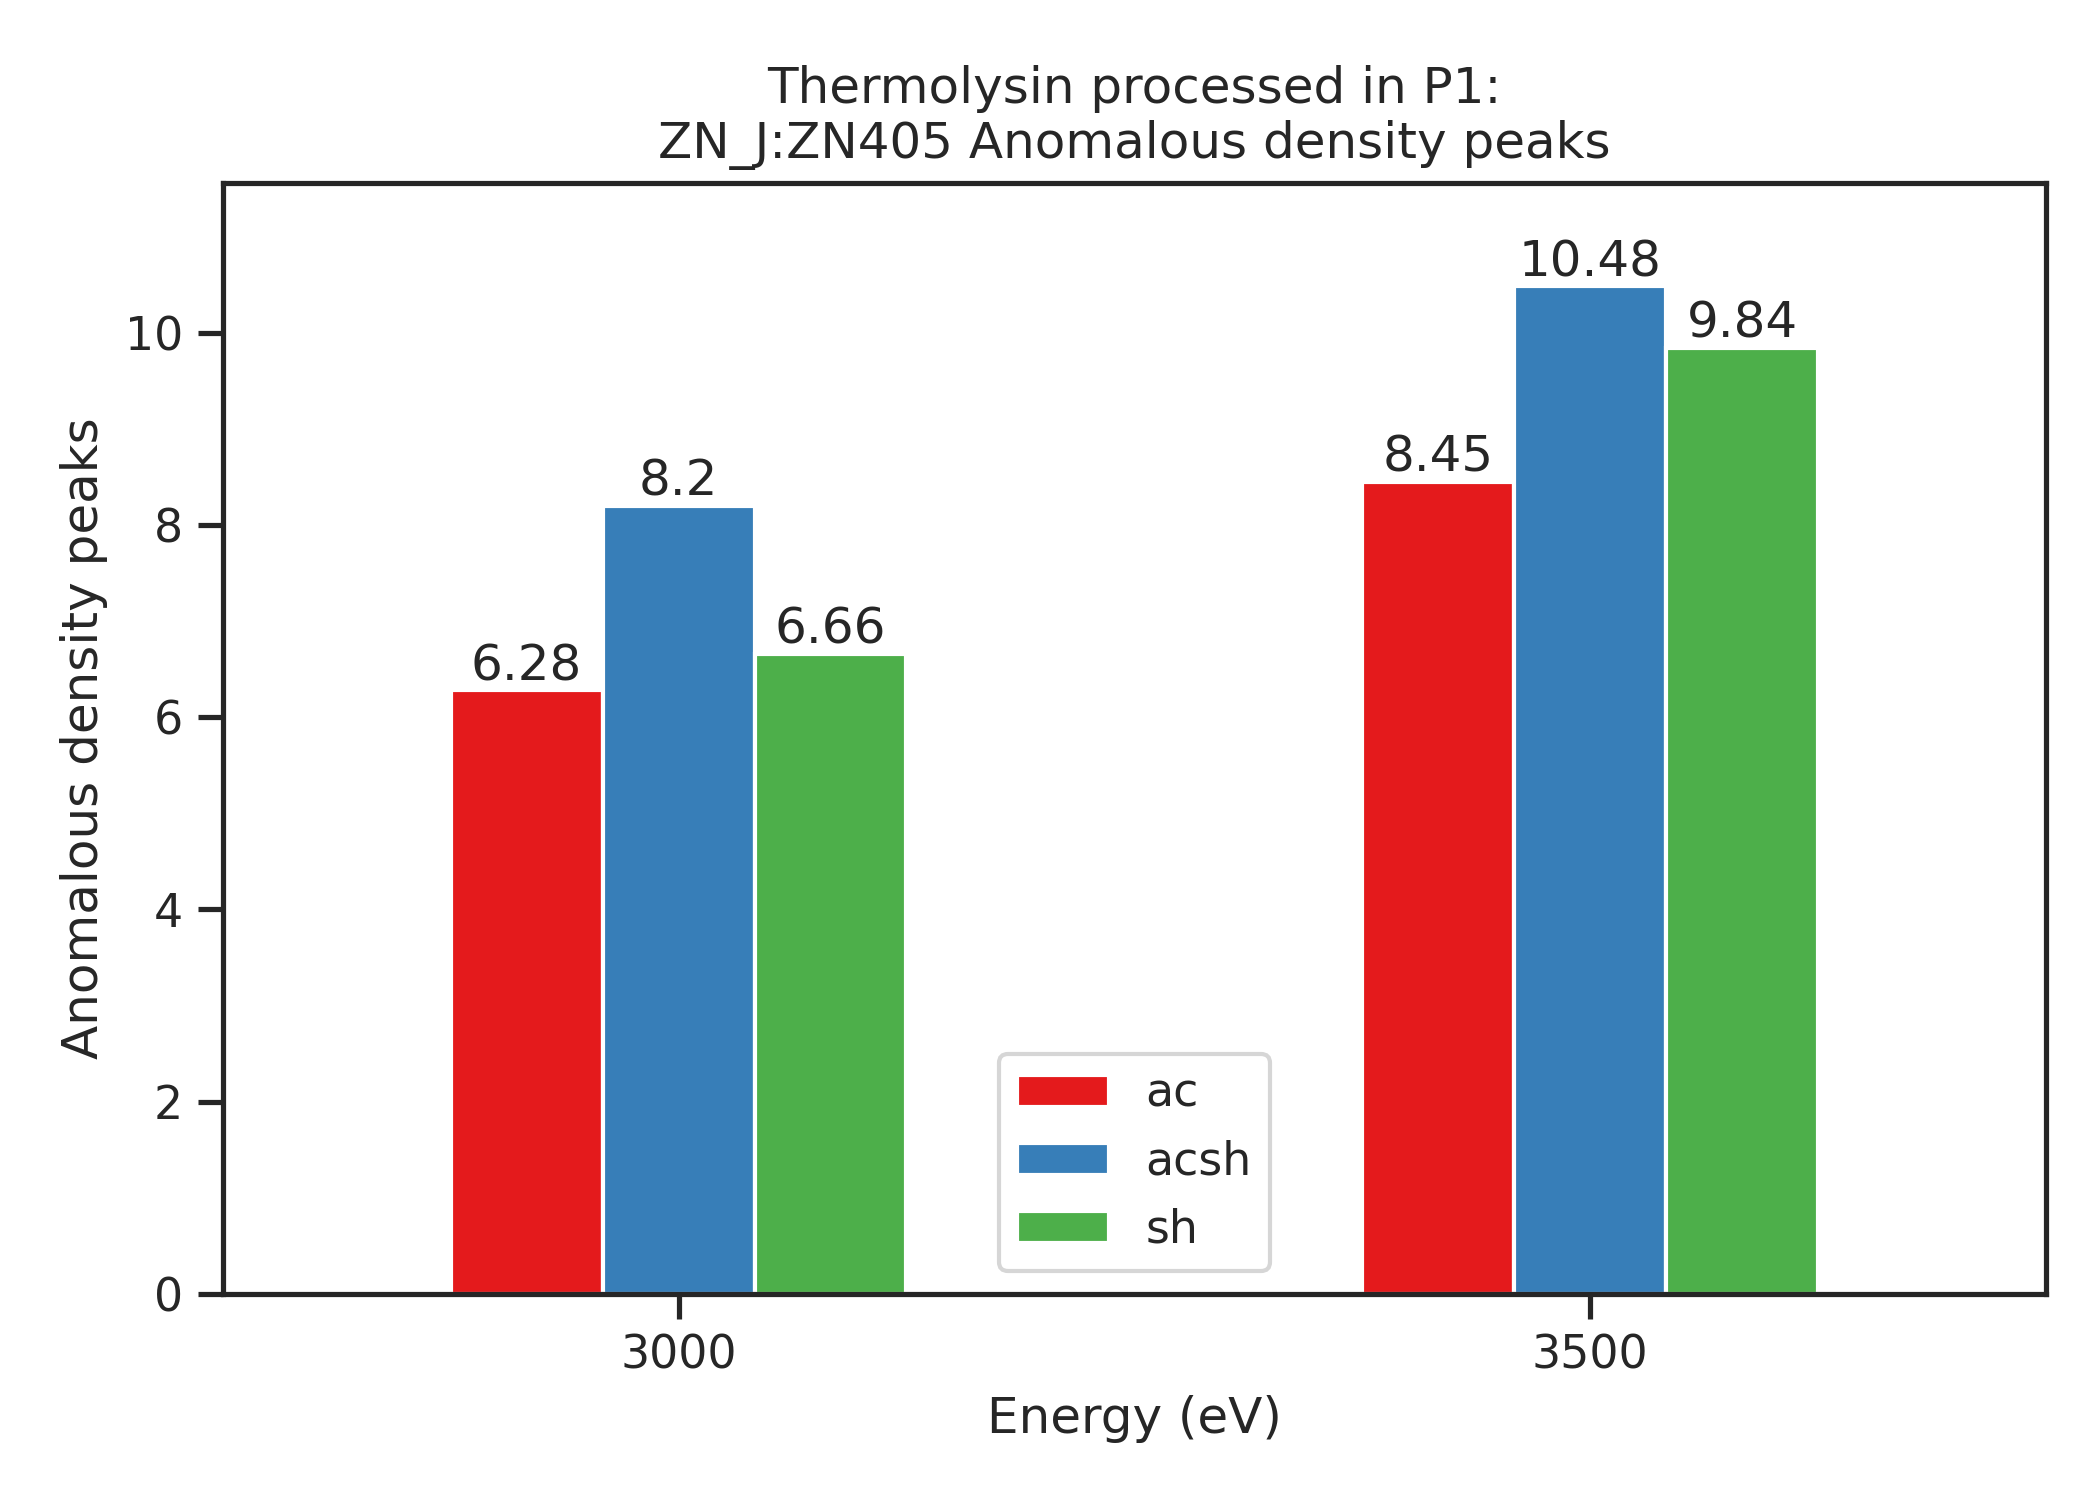 Thermolysin processed in P1:
ZN_J:ZN405 Anomalous density peaks
Anomalous density peaks
10
8
6
4
2
0
6.28
8.2
6.66
8.45
10.48
9.84
ac
acsh
sh
3000
3500
Energy (eV)